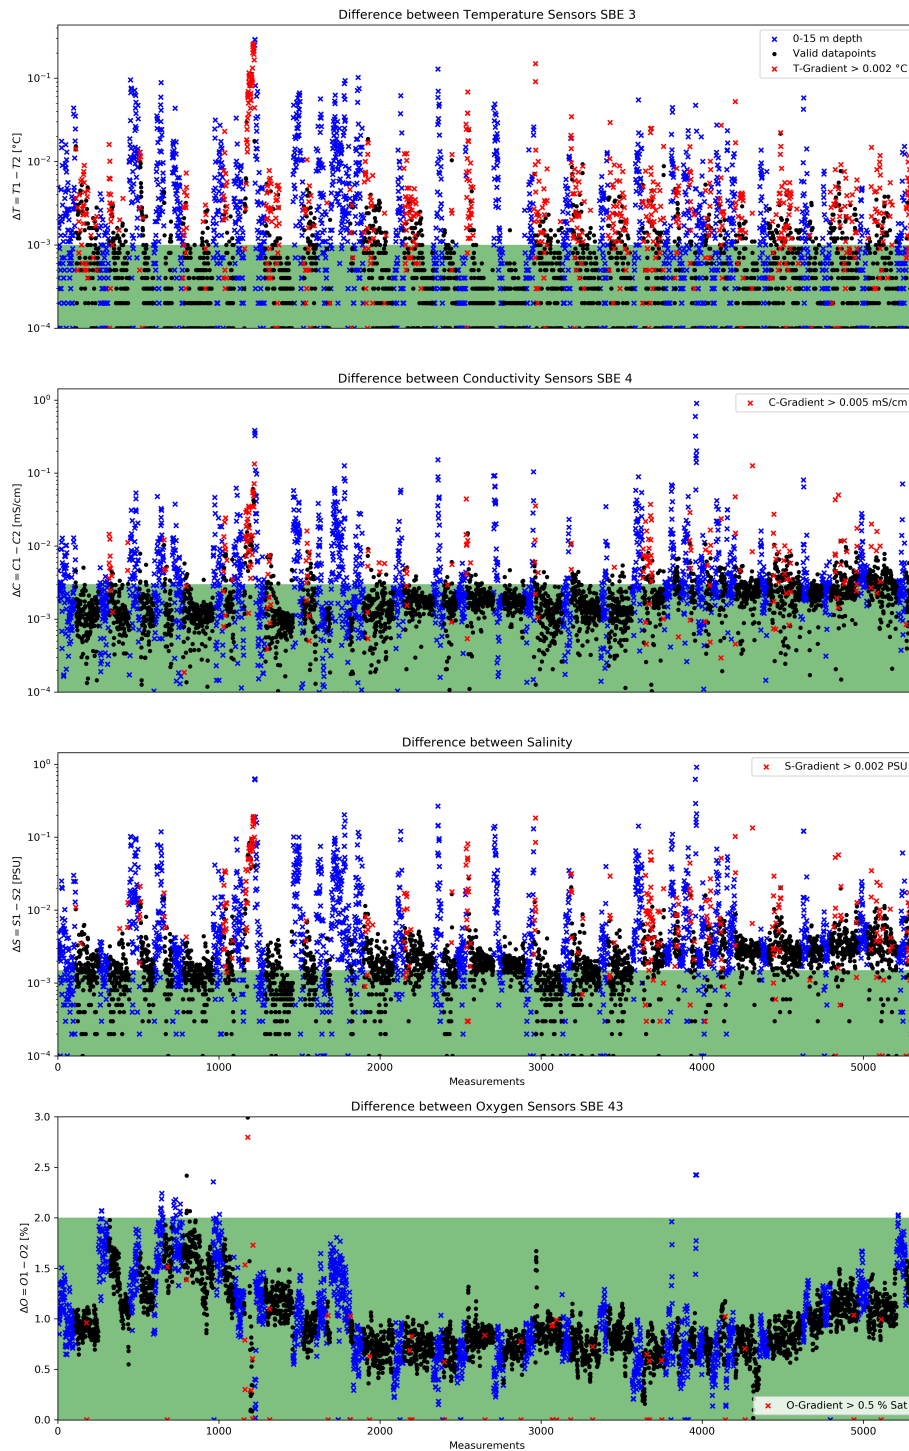 Difference between Temperature Sensors SBE 3
0-15 m depth
Valid datapoints
T-Gradient > 0.002 °C
ΔT = T1 − T2 [°C]
10⁻¹
10⁻²
10⁻³
10⁻⁴
Difference between Conductivity Sensors SBE 4
C-Gradient > 0.005 mS/cm
ΔC = C1 − C2 [mS/cm]
10⁰
10⁻¹
10⁻²
10⁻³
10⁻⁴
Difference between Salinity
S-Gradient > 0.002 PSU
ΔS = S1 − S2 [PSU]
10⁰
10⁻¹
10⁻²
10⁻³
10⁻⁴
0 1000 2000 3000 4000 5000
Measurements
Difference between Oxygen Sensors SBE 43
ΔO = O1 − O2 [%]
3.0
2.5
2.0
1.5
1.0
0.5
0.0
O-Gradient > 0.5 % Sat
0 1000 2000 3000 4000 5000
Measurements